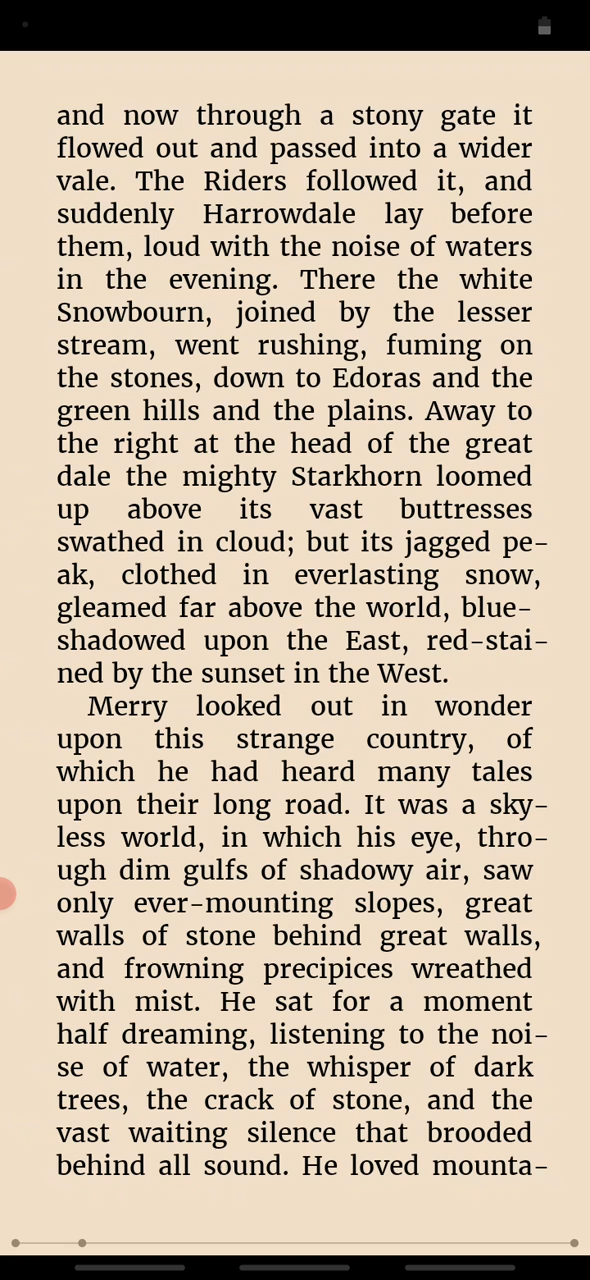 and now through a stony gate it
flowed out and passed into a wider
vale. The Riders followed it, and
suddenly Harrowdale lay before
them, loud with the noise of waters
in the evening. There the white
Snowbourn, joined by the lesser
stream, went rushing, fuming on
the stones, down to Edoras and the
green hills and the plains. Away to
the right at the head of the great
dale the mighty Starkhorn loomed
up above its vast buttresses
swathed in cloud; but its jagged pe-
ak, clothed in everlasting snow,
gleamed far above the world, blue-
shadowed upon the East, red-stai-
ned by the sunset in the West.
Merry looked out in wonder
upon this strange country, of
which he had heard many tales
upon their long road. It was a sky-
less world, in which his eye, thro-
ugh dim gulfs of shadowy air, saw
only ever-mounting slopes, great
walls of stone behind great walls,
and frowning precipices wreathed
with mist. He sat for a moment
half dreaming, listening to the noi-
se of water, the whisper of dark
trees, the crack of stone, and the
vast waiting silence that brooded
behind all sound. He loved mounta-